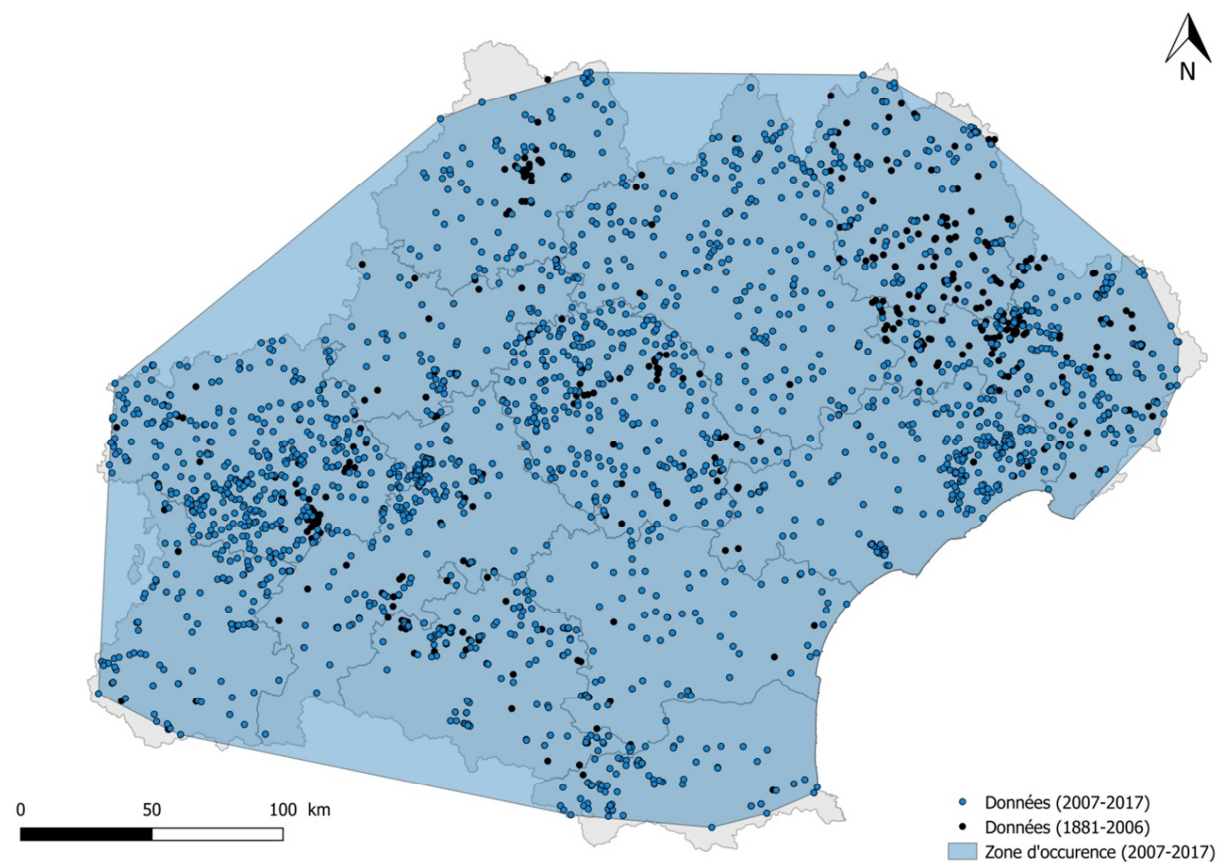 N
0 50 100 km
Données (2007-2017)
Données (1881-2006)
Zone d'occurence (2007-2017)